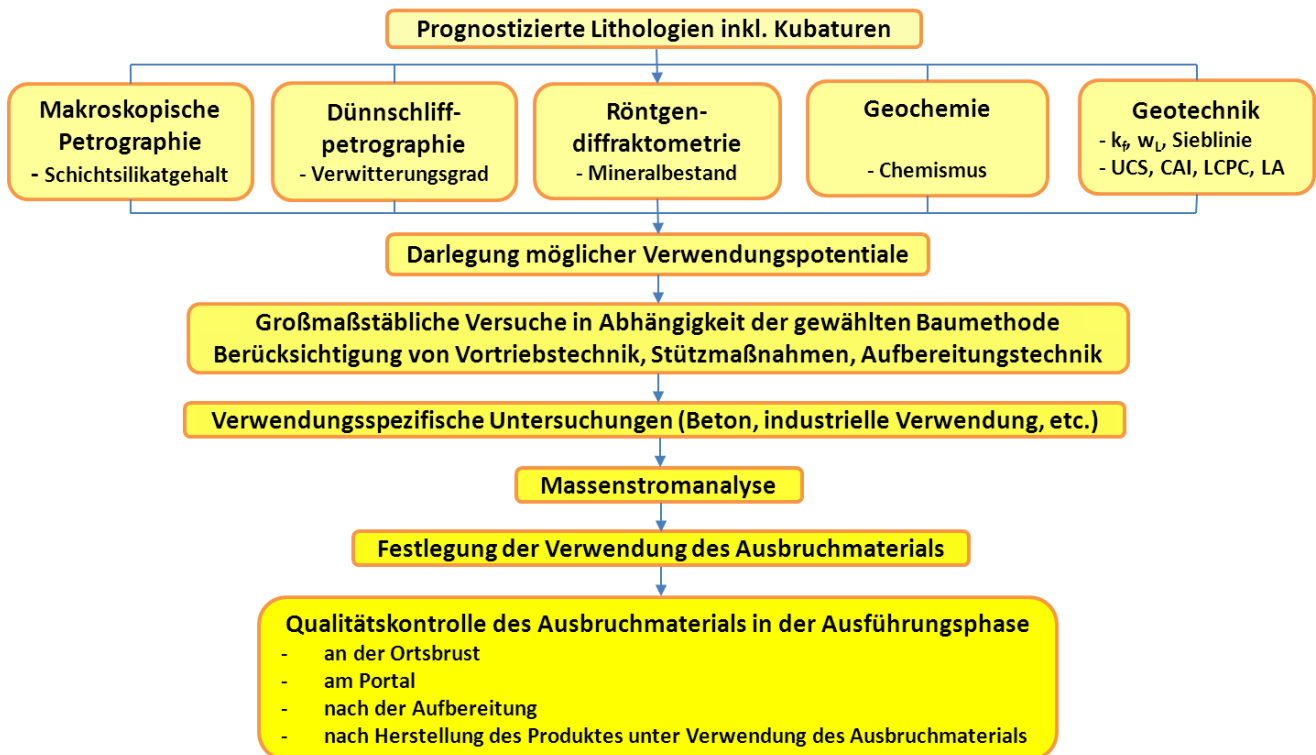 Prognostizierte Lithologien inkl. Kubaturen
Makroskopische
Petrographie
- Schichtsilikatgehalt
Dünnschliff-
petrographie
- Verwitterungsgrad
Röntgen-
diffraktometrie
- Mineralbestand
Geochemie
- Chemismus
Geotechnik
- kf, wL, Sieblinie
- UCS, CAI, LCPC, LA
Darlegung möglicher Verwendungspotentiale
Großmaßstäbliche Versuche in Abhängigkeit der gewählten Baumethode
Berücksichtigung von Vortriebstechnik, Stützmaßnahmen, Aufbereitungstechnik
Verwendungsspezifische Untersuchungen (Beton, industrielle Verwendung, etc.)
Massenstromanalyse
Festlegung der Verwendung des Ausbruchmaterials
Qualitätskontrolle des Ausbruchmaterials in der Ausführungsphase
- an der Ortsbrust
- am Portal
- nach der Aufbereitung
- nach Herstellung des Produktes unter Verwendung des Ausbruchmaterials